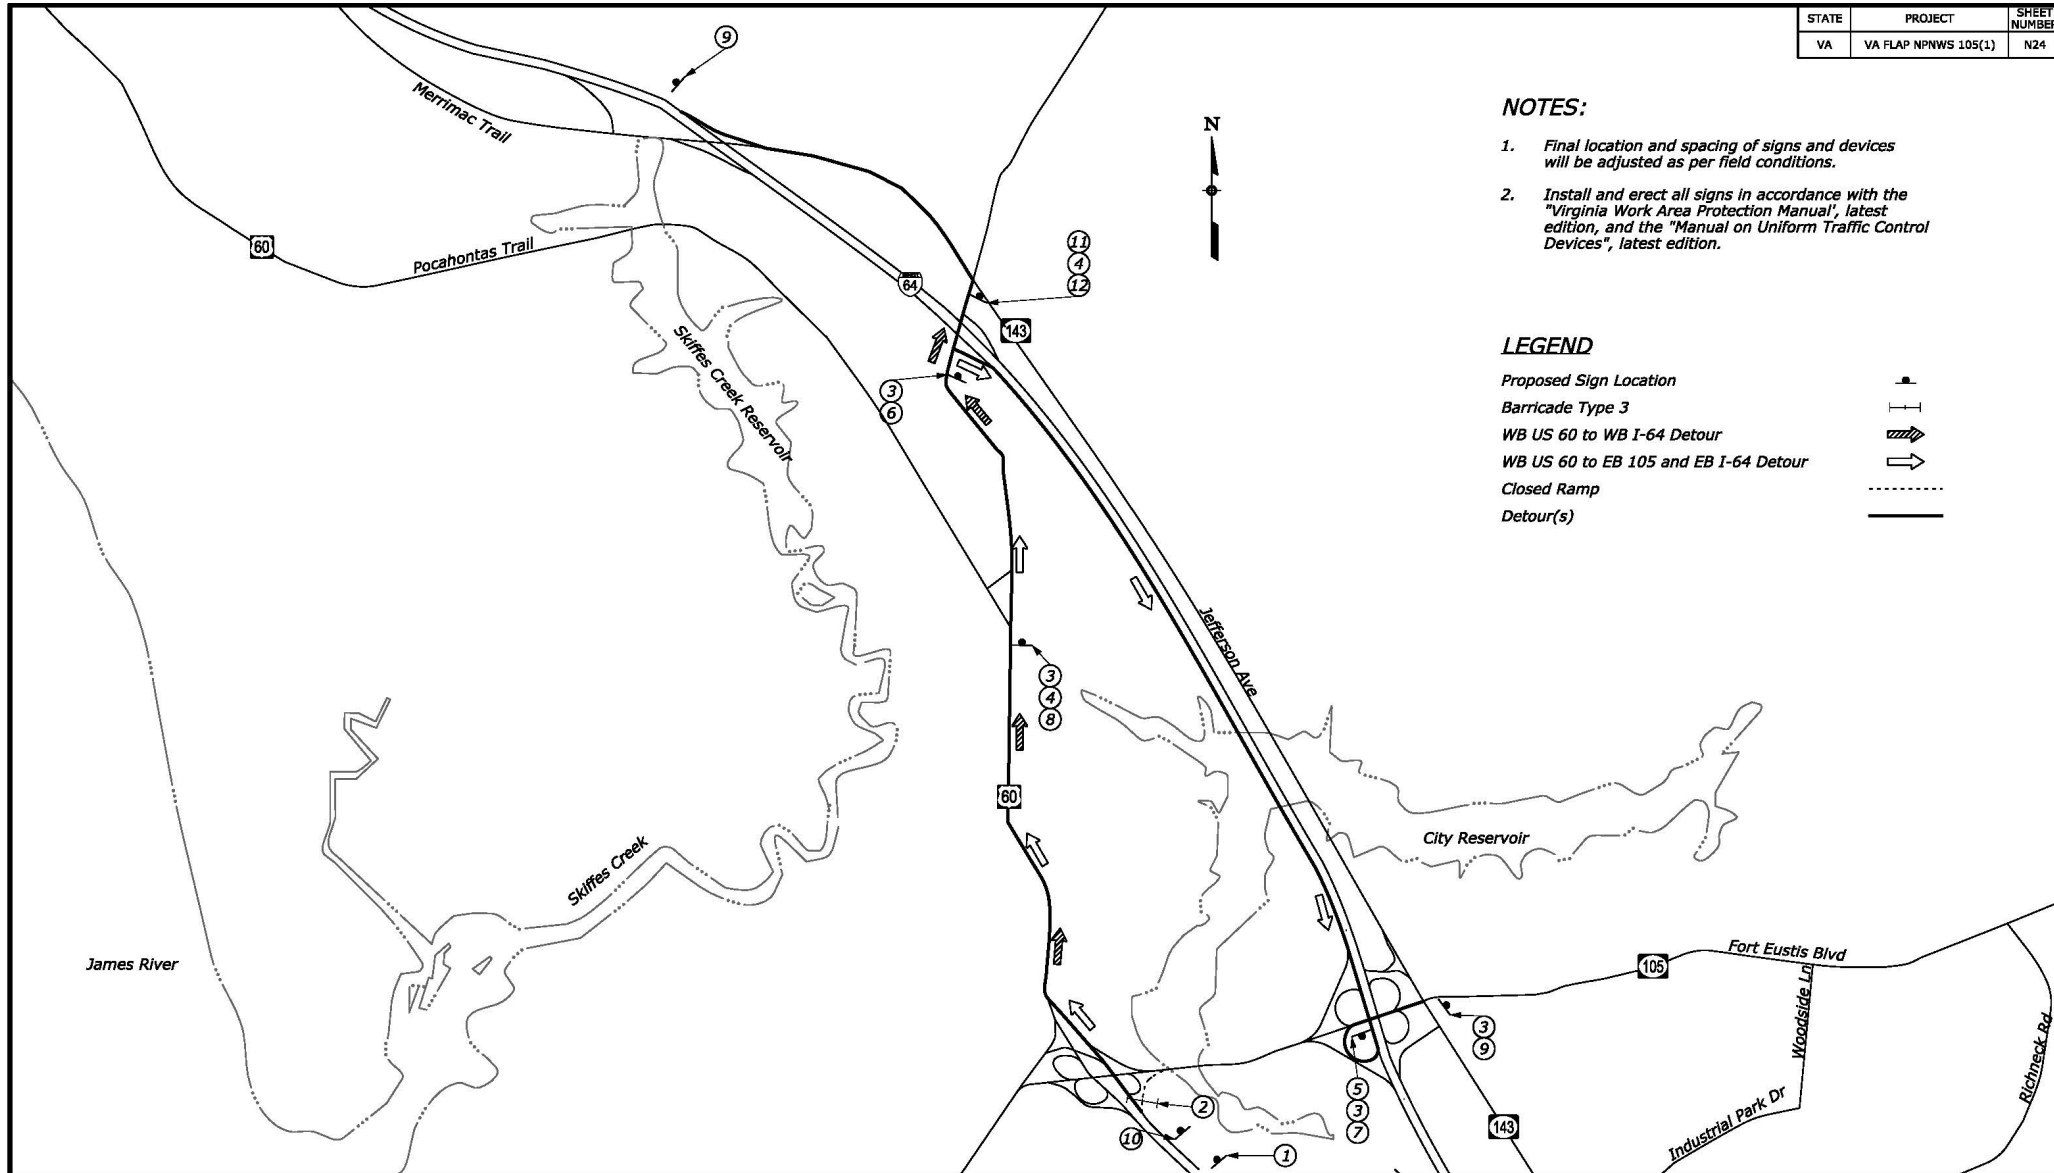 STATE PROJECT SHEET NUMBER
VA VA FLAP NPNWS 105(1) N24
NOTES:
1. Final location and spacing of signs and devices
will be adjusted as per field conditions.
2. Install and erect all signs in accordance with the
"Virginia Work Area Protection Manual', latest
edition, and the "Manual on Uniform Traffic Control
Devices", latest edition.
LEGEND
Proposed Sign Location
Barricade Type 3
WB US 60 to WB I-64 Detour
WB US 60 to EB 105 and EB I-64 Detour
Closed Ramp
Detour(s)
N
9
Merrimac Trail
60
Pocahontas Trail
11
4
12
64
143
Skiffes Creek Reservoir
3
6
Jefferson Ave
3
4
8
60
City Reservoir
Skiffes Creek
James River
Fort Eustis Blvd
105
Woodside Ln
Richneck Rd
3
9
5
3
7
2
10
1
143
Industrial Park Dr